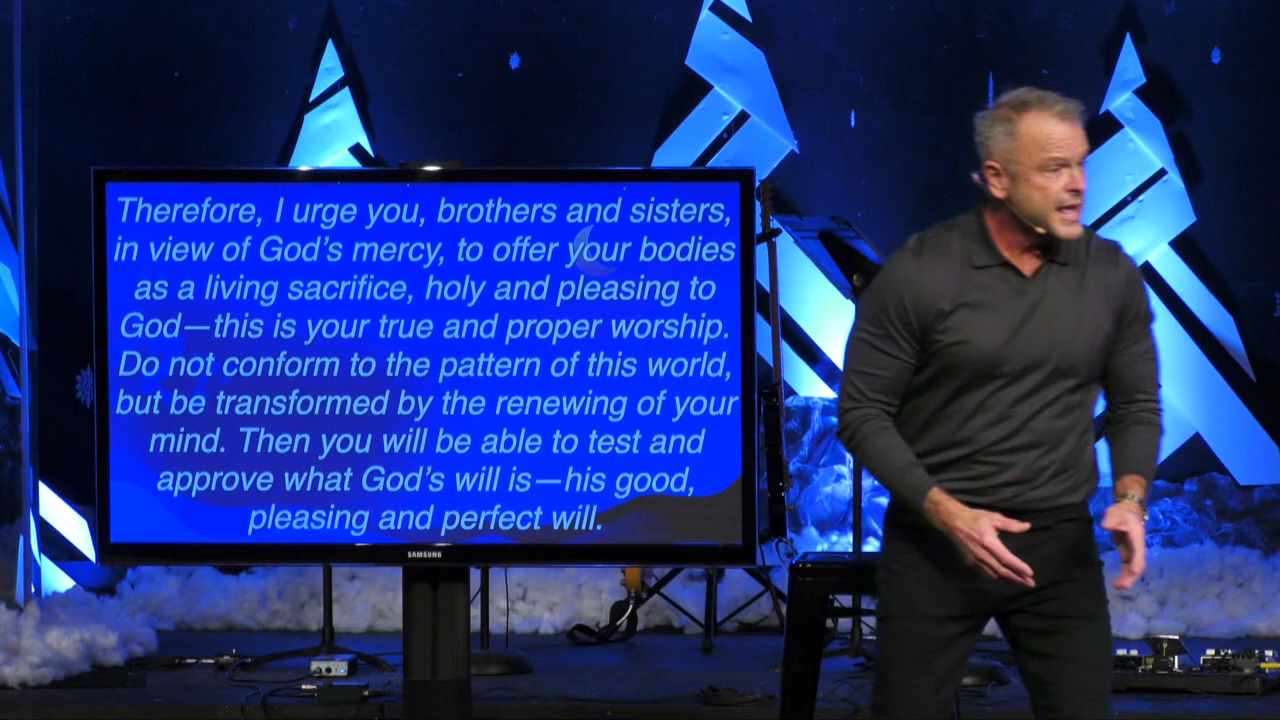 Therefore, I urge you, brothers and sisters,
in view of God’s mercy, to offer your bodies
as a living sacrifice, holy and pleasing to
God—this is your true and proper worship.
Do not conform to the pattern of this world,
but be transformed by the renewing of your
mind. Then you will be able to test and
approve what God’s will is—his good,
pleasing and perfect will.
SAMSUNG